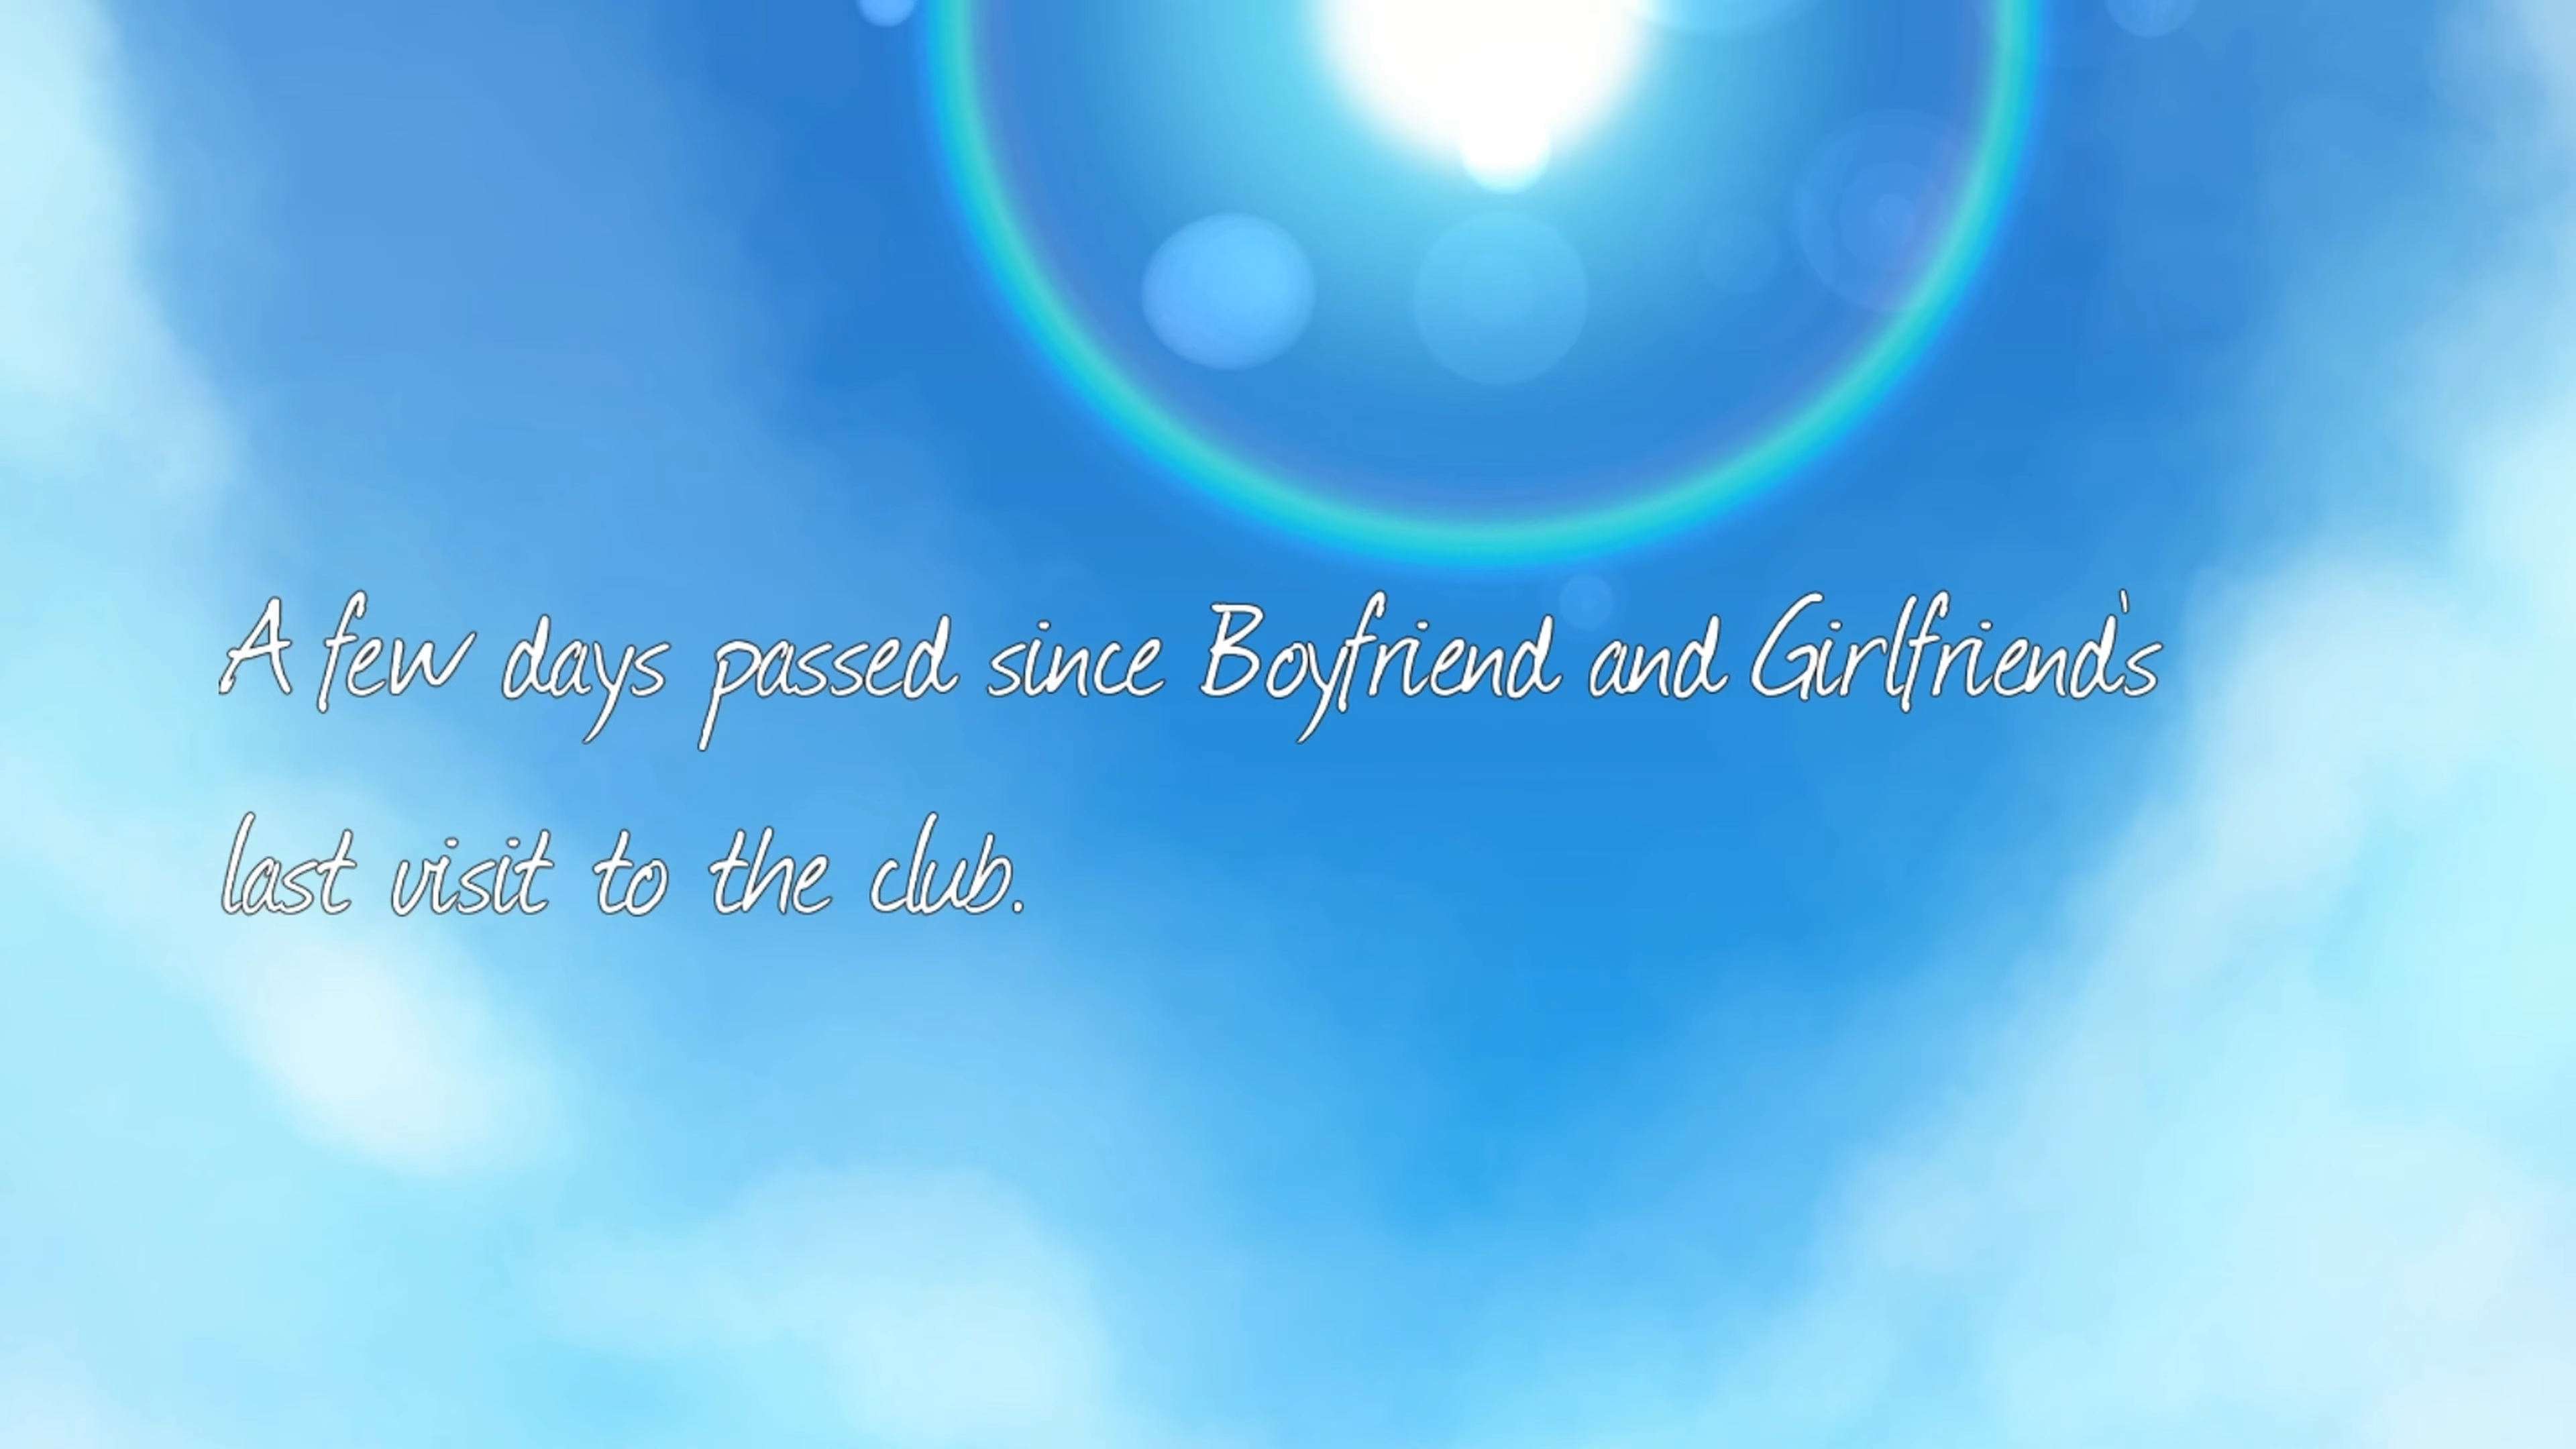 A few days passed since Boyfriend and Girlfriend's
last visit to the club.